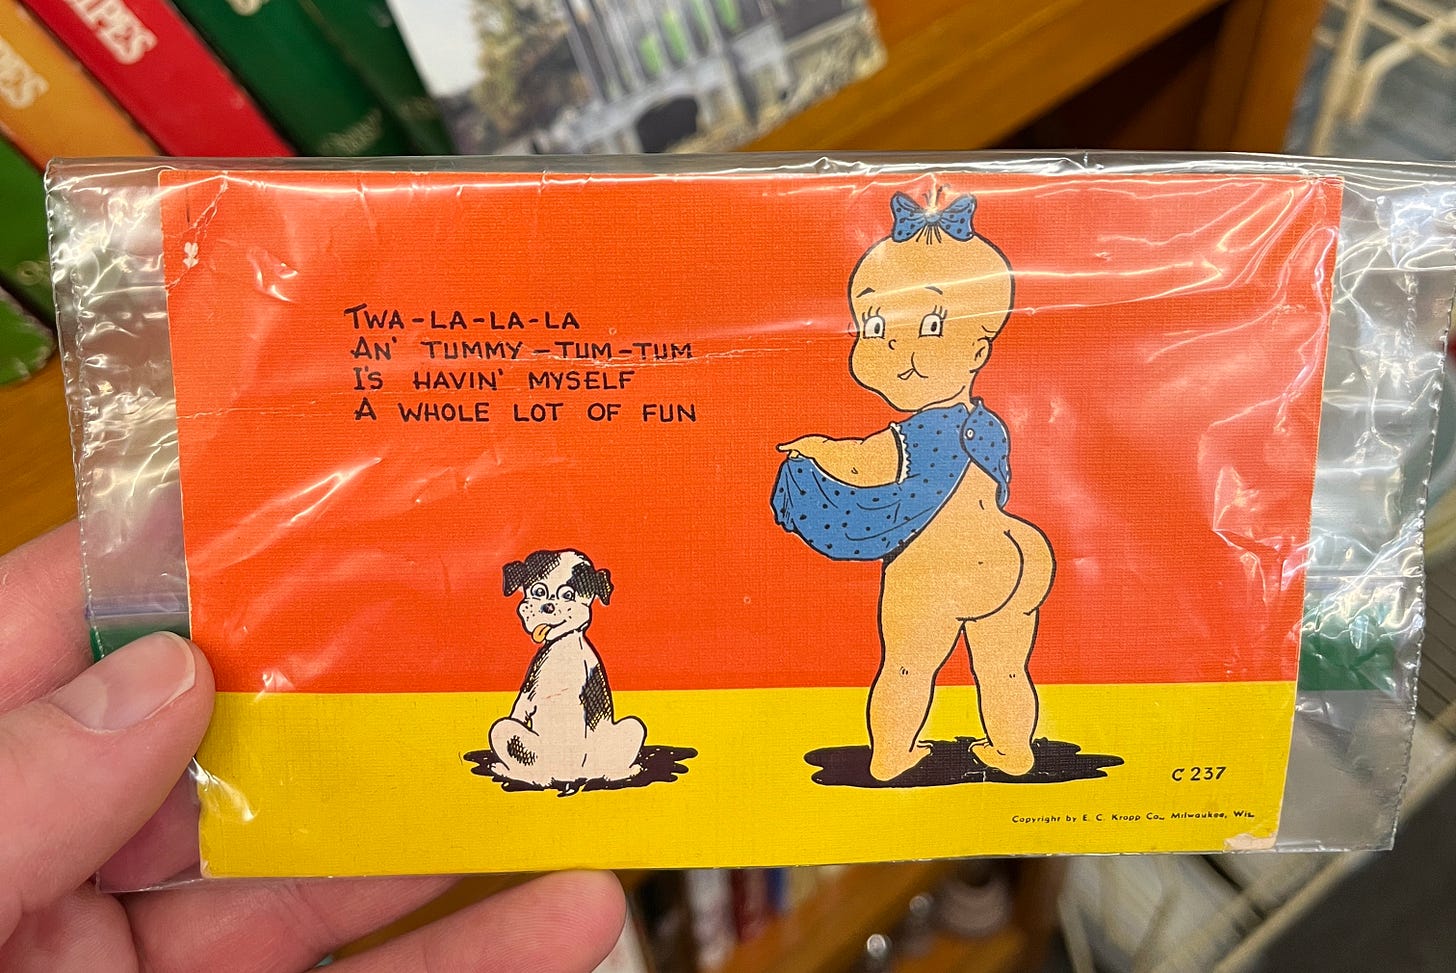 TWA-LA-LA-LA
AN' TUMMY-TUM-TUM
I'S HAVIN' MYSELF
A WHOLE LOT OF FUN
C 237
Copyright by E. C. Kropp Co., Milwaukee, Wis.